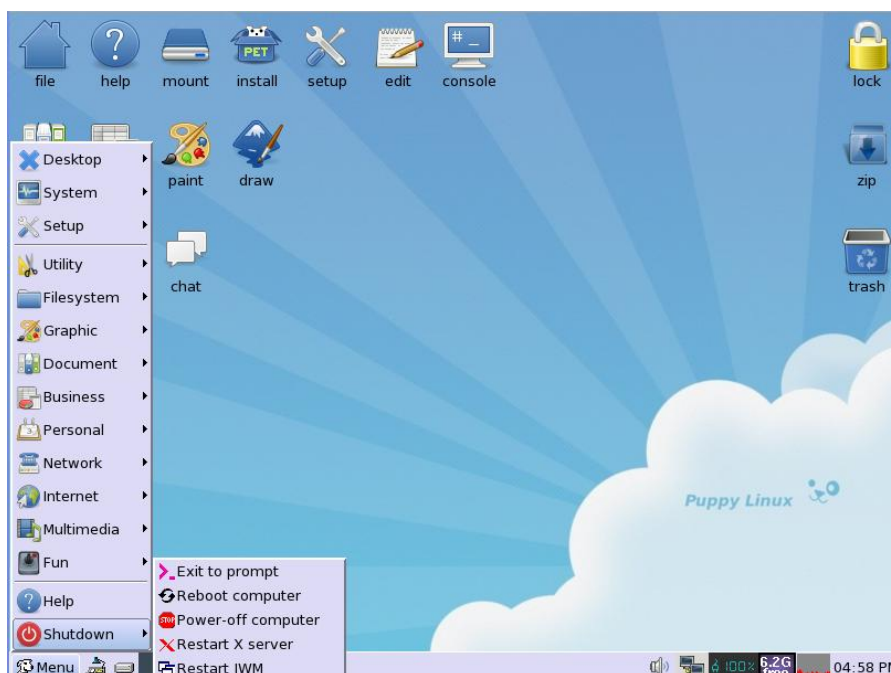 file help mount install setup edit console lock
PET
# _
paint draw zip
chat trash
Desktop
System
Setup
Utility
Filesystem
Graphic
Document
Business
Personal
Network
Internet
Multimedia
Fun
Help
Shutdown
Exit to prompt
Reboot computer
STOP Power-off computer
Restart X server
Restart JWM
Puppy Linux
Menu 100% 6.2G free 04:58 PM